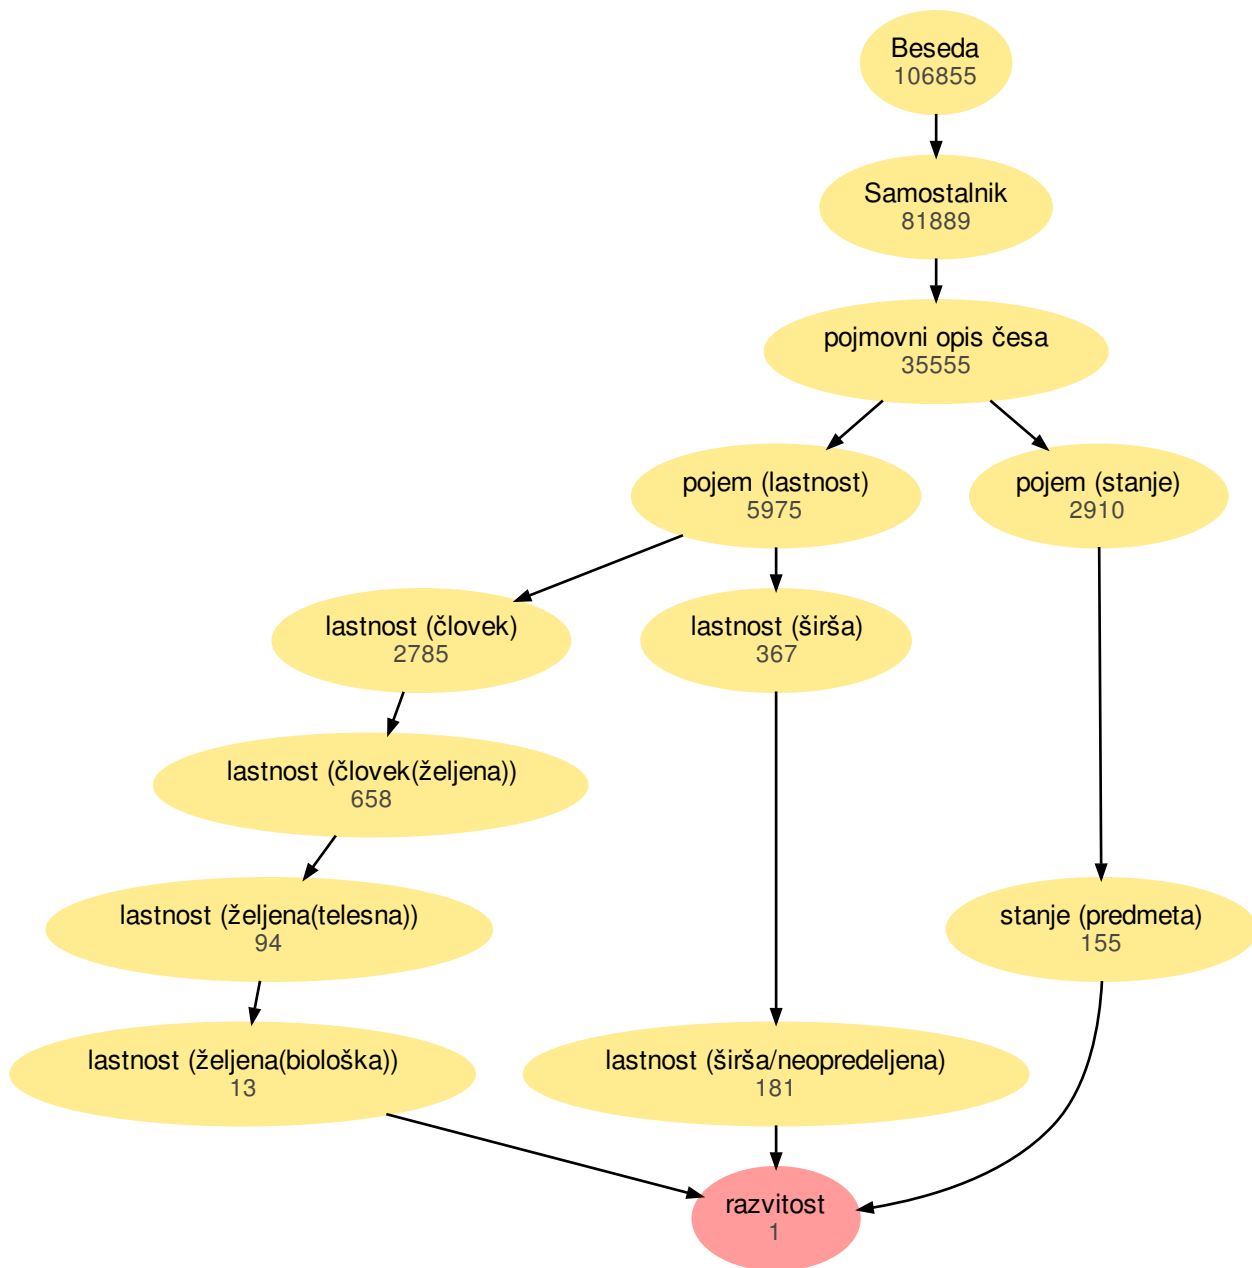 Beseda
106855
Samostalnik
81889
pojmovni opis česa
35555
pojem (lastnost)
5975
pojem (stanje)
2910
lastnost (človek)
2785
lastnost (širša)
367
lastnost (človek(željena))
658
lastnost (željena(telesna))
94
stanje (predmeta)
155
lastnost (željena(biološka))
13
lastnost (širša/neopredeljena)
181
razvitost
1